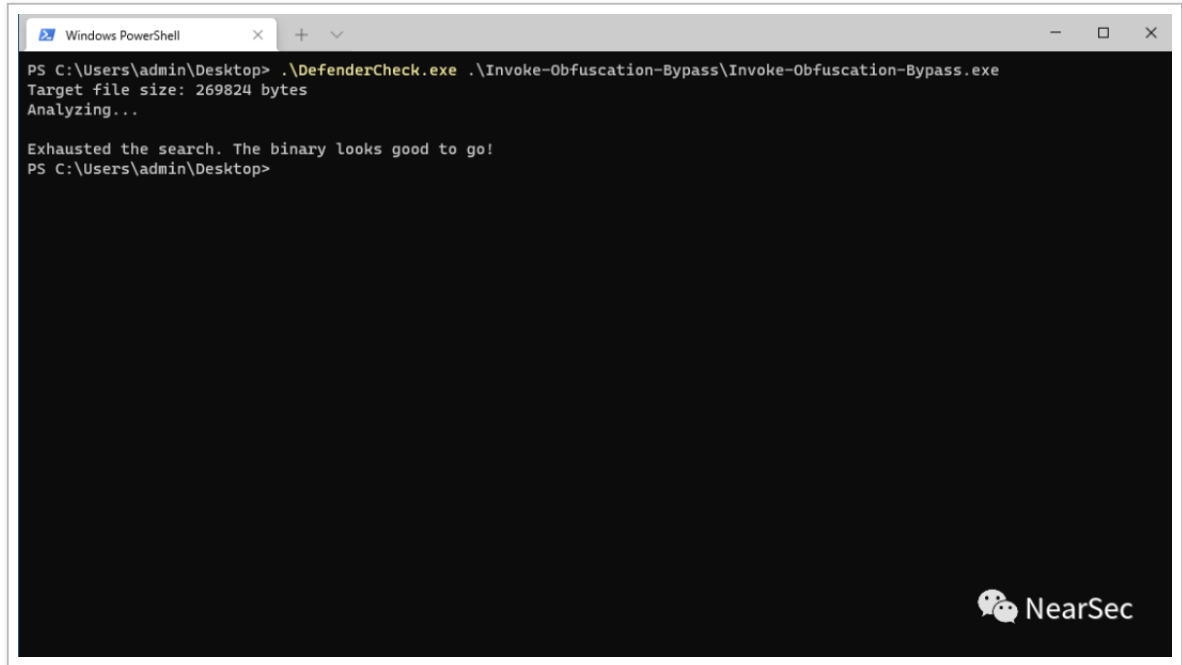 Windows PowerShell
PS C:\Users\admin\Desktop> .\DefenderCheck.exe .\Invoke-Obfuscation-Bypass\Invoke-Obfuscation-Bypass.exe
Target file size: 269824 bytes
Analyzing...
Exhausted the search. The binary looks good to go!
PS C:\Users\admin\Desktop>
NearSec